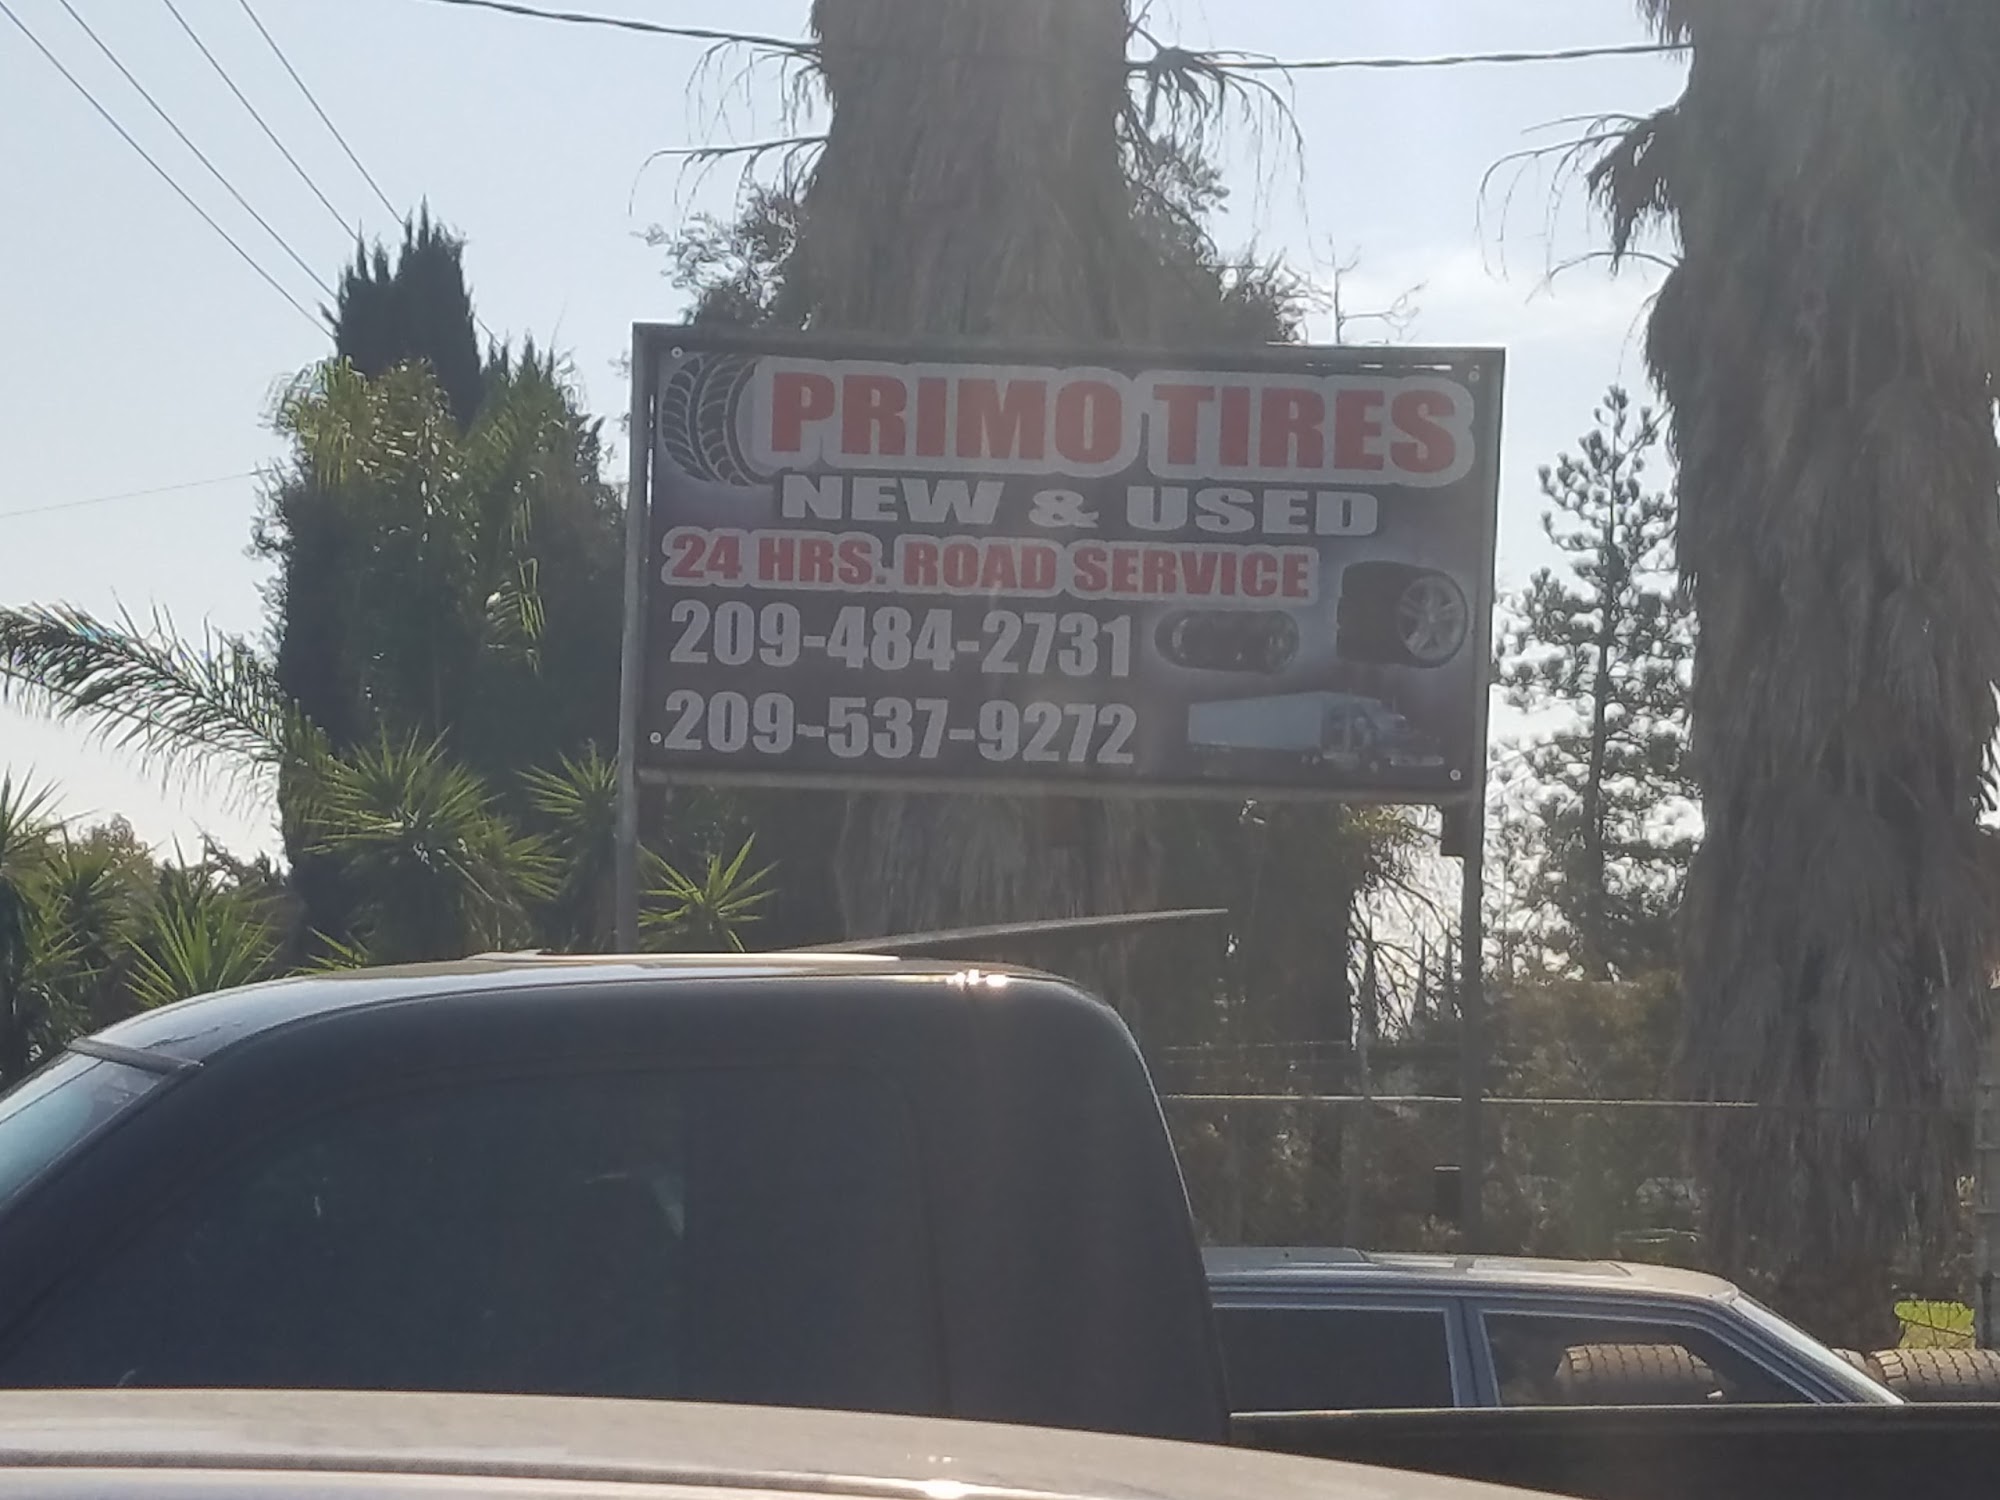 PRIMO TIRES
NEW & USED
24 HRS. ROAD SERVICE
209-484-2731
209-537-9272